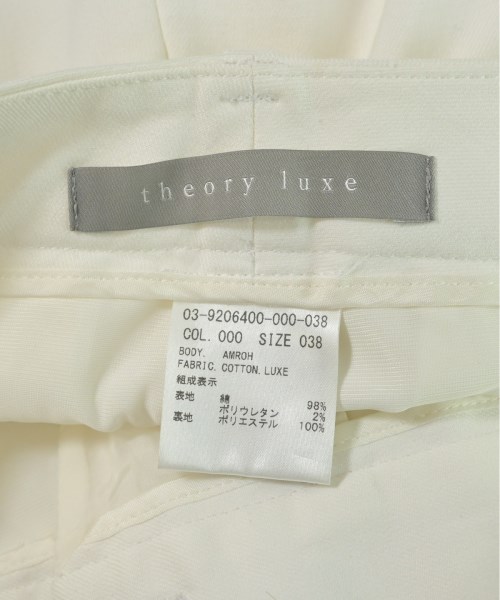 theory luxe
03-9206400-000-038
COL. 000 SIZE 038
BODY. AMROH
FABRIC. COTTON. LUXE
組成表示
表地 綿 98%
ポリウレタン 2%
裏地 ポリエステル 100%